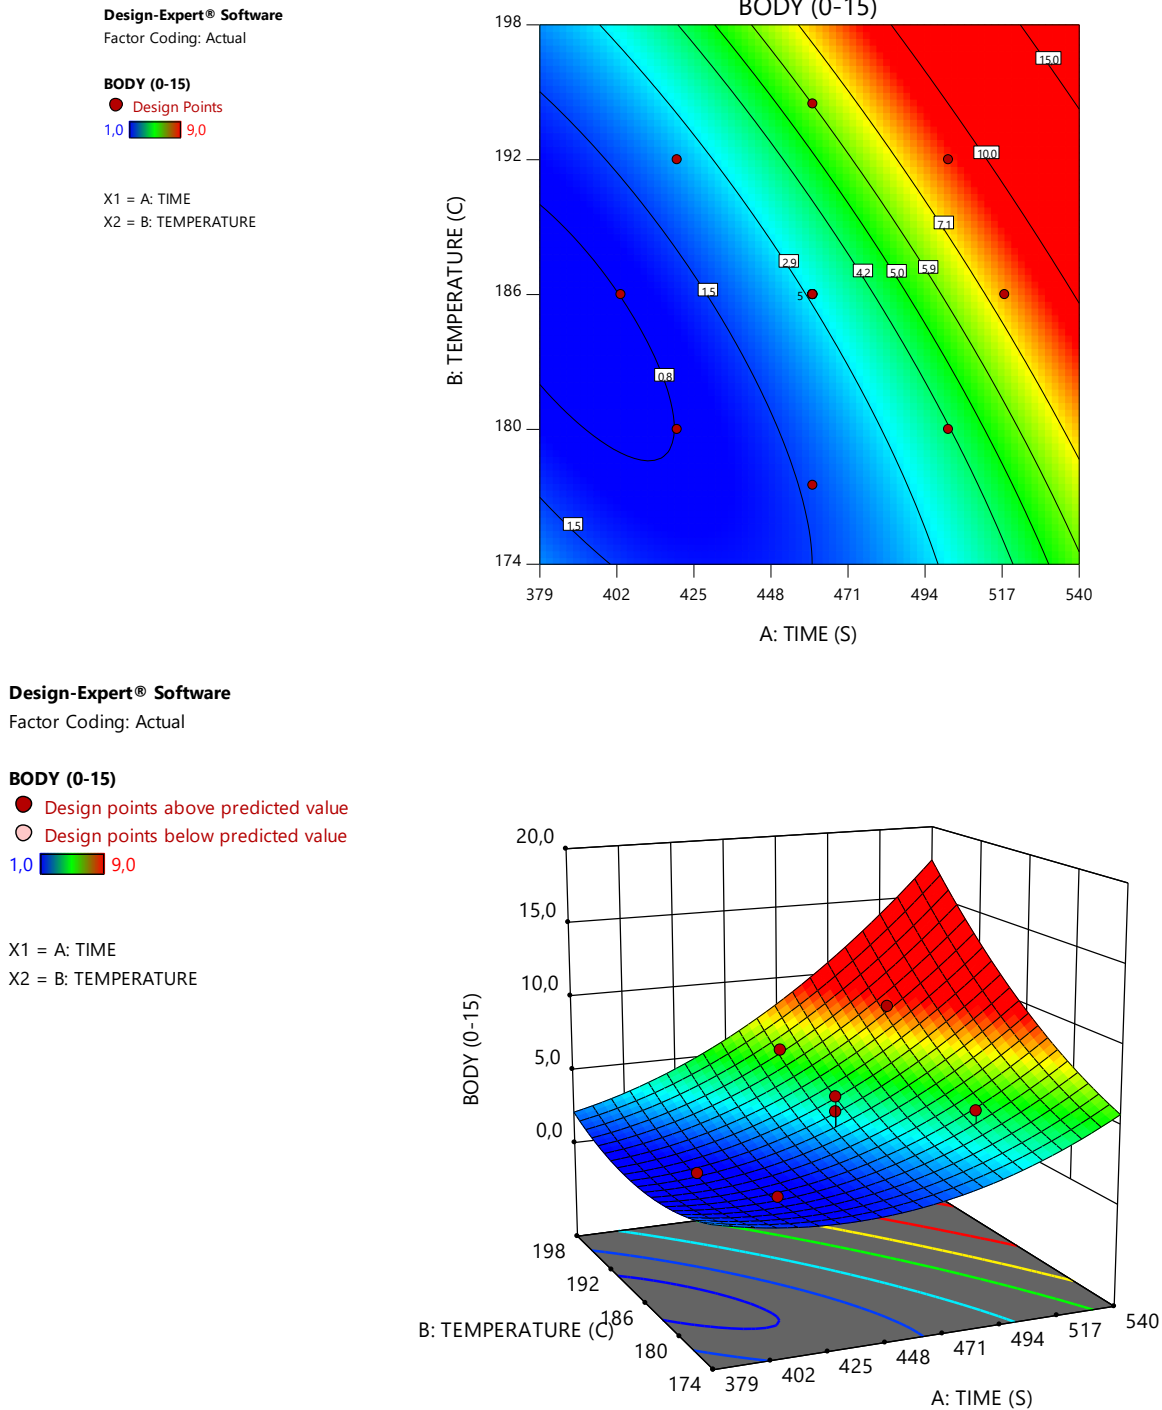 Design-Expert® Software
Factor Coding: Actual
BODY (0-15)
Design Points
1,0 9,0
X1 = A: TIME
X2 = B: TEMPERATURE
BODY (0-15)
198
192
186
180
174
B: TEMPERATURE (C)
15,0
10,0
7,1
5,9
5,0
4,2
2,9
1,5
0,8
1,5
5
379 402 425 448 471 494 517 540
A: TIME (S)
Design-Expert® Software
Factor Coding: Actual
BODY (0-15)
Design points above predicted value
Design points below predicted value
1,0 9,0
X1 = A: TIME
X2 = B: TEMPERATURE
20,0
15,0
10,0
5,0
0,0
BODY (0-15)
198
192
186
180
174
B: TEMPERATURE (C)
379 402 425 448 471 494 517 540
A: TIME (S)